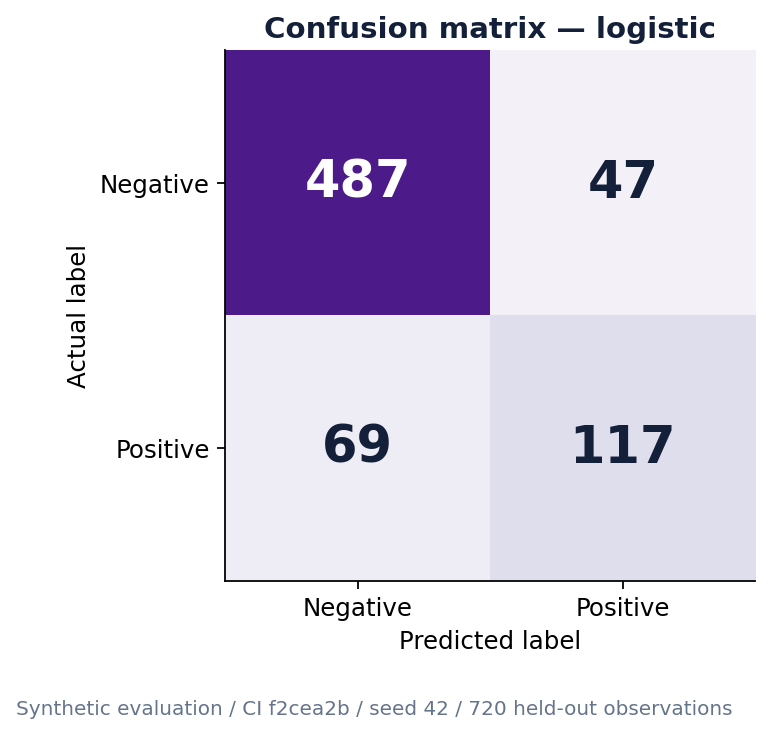 Confusion matrix — logistic
Actual label
Negative
487
47
Positive
69
117
Negative
Positive
Predicted label
Synthetic evaluation / CI f2cea2b / seed 42 / 720 held-out observations